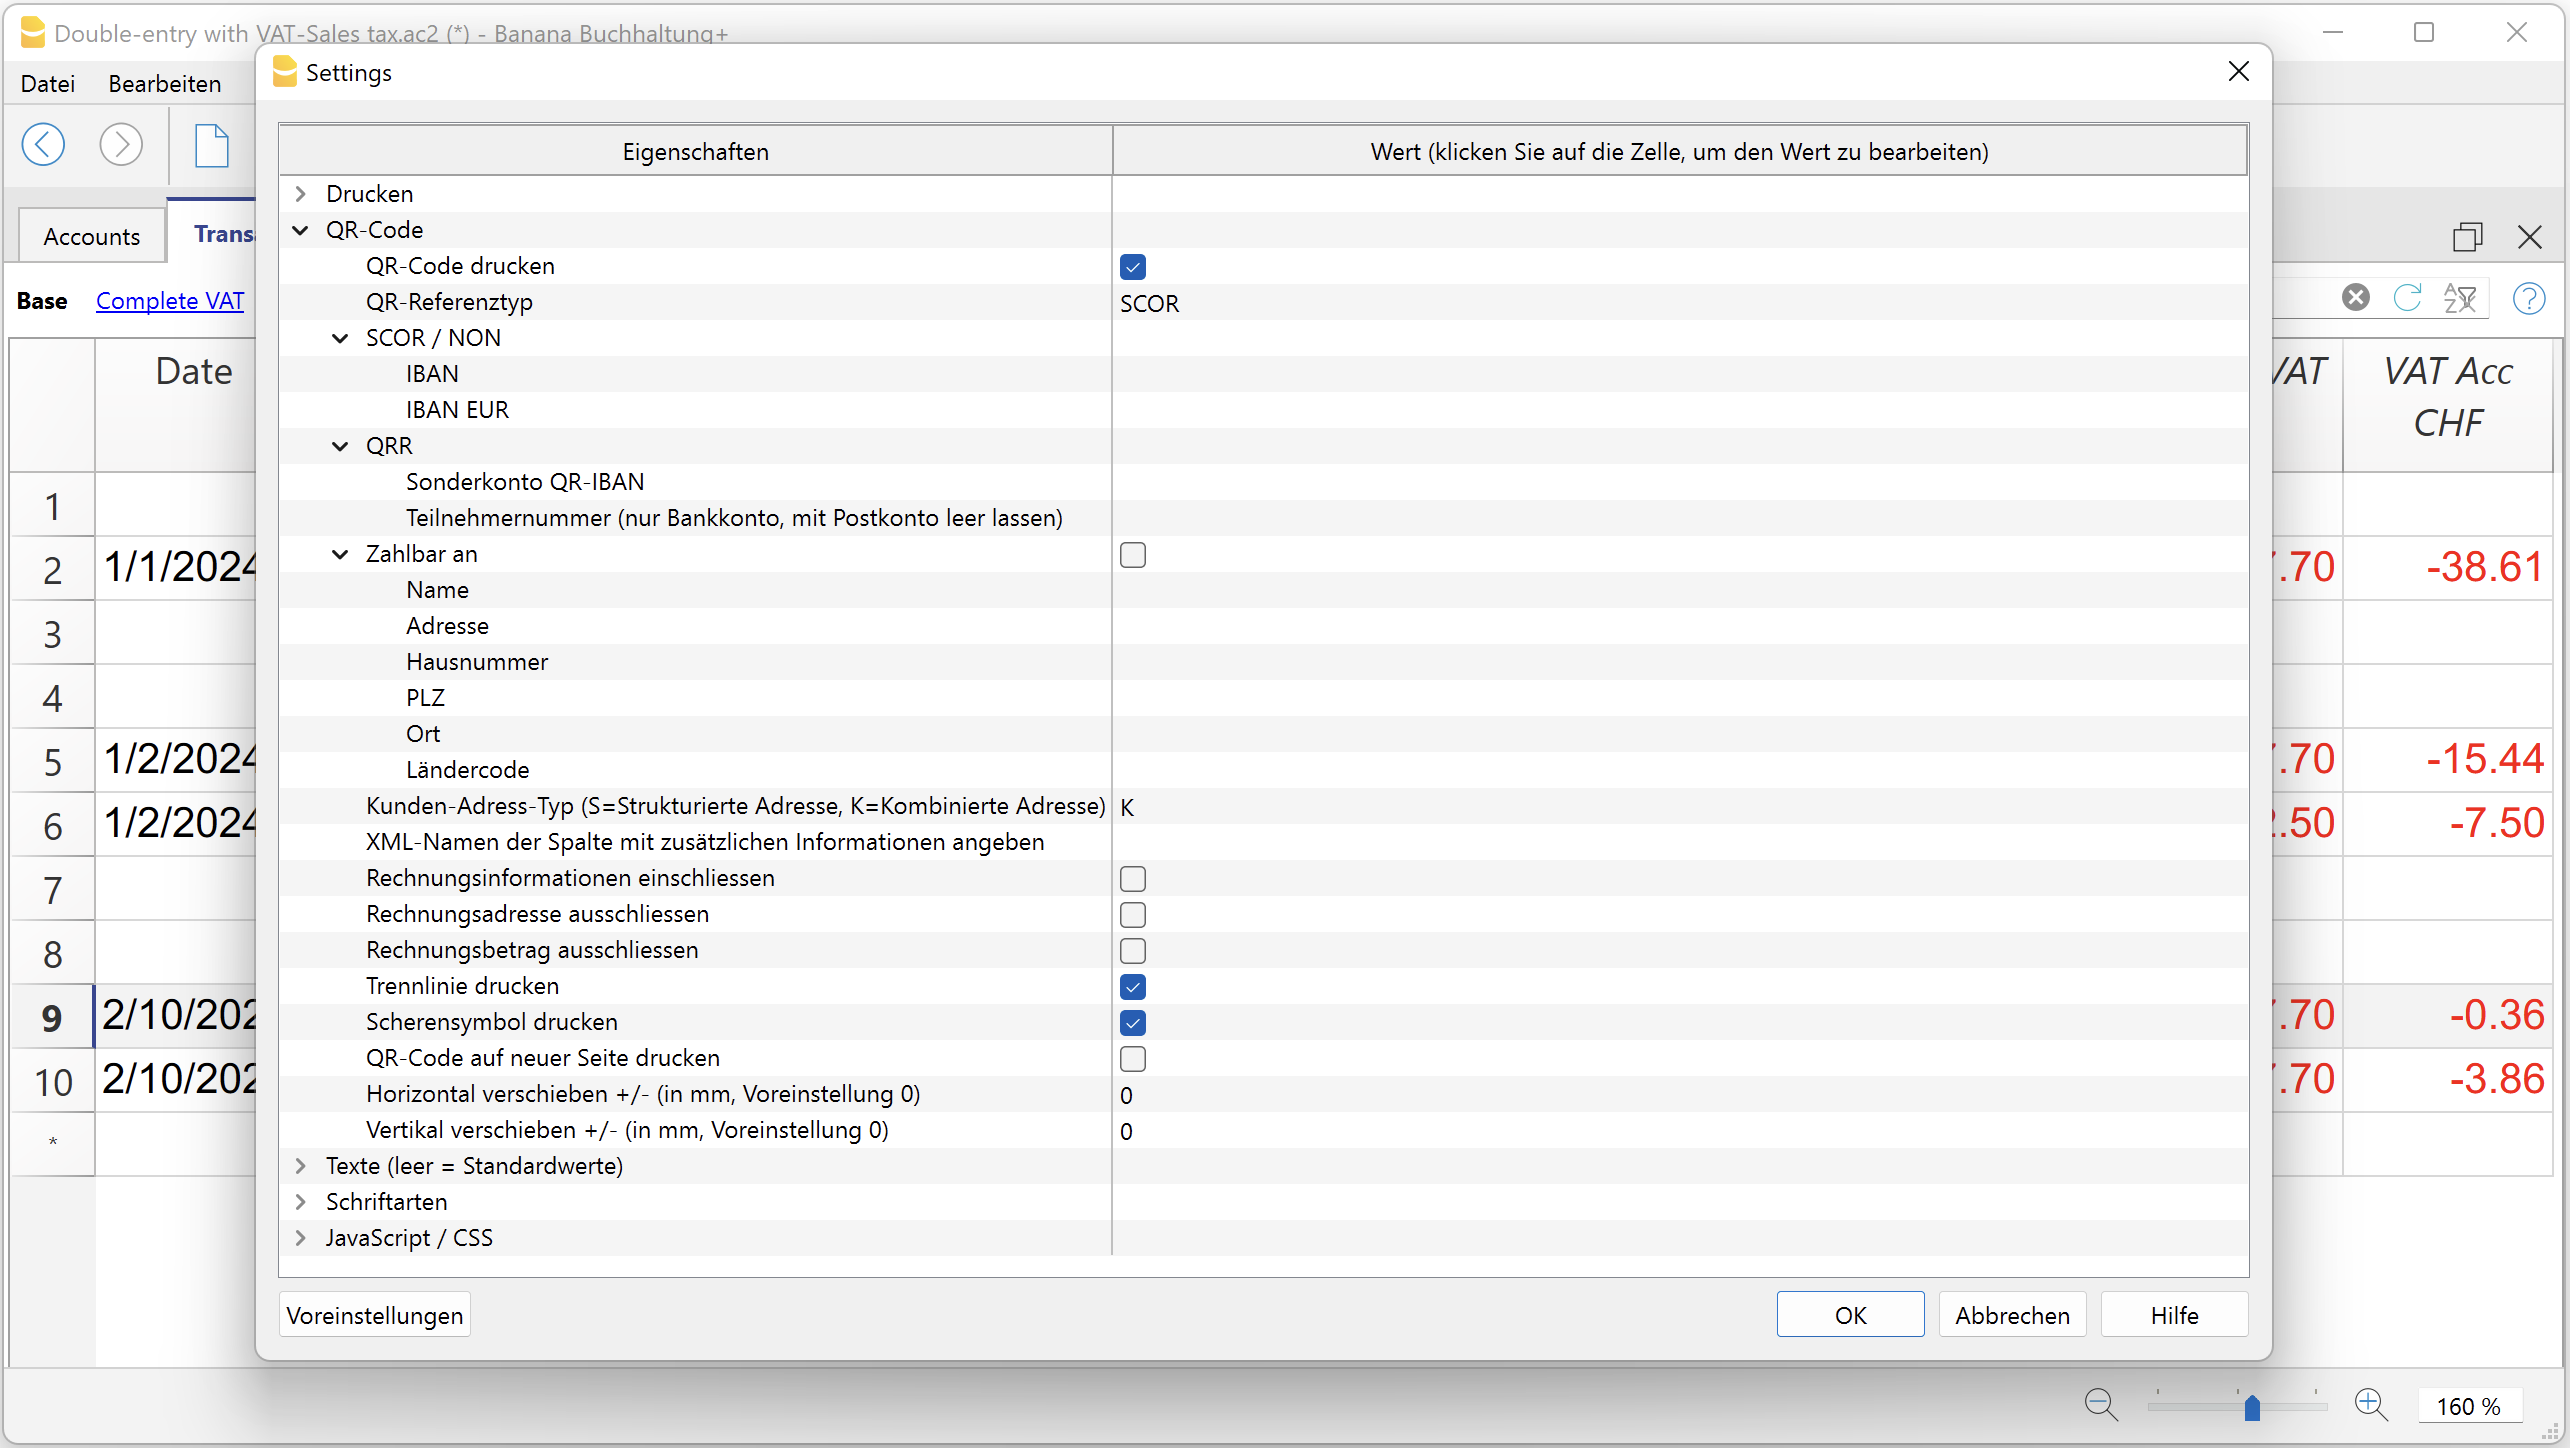 Double-entry with VAT-Sales tax.ac2 (*) - Banana Buchhaltung+
Settings
Datei Bearbeiten
Accounts
Base Complete VAT
Date
VAT Acc
CHF
1
2 1/1/2024 .70 -38.61
3
4
5 1/2/2024 .70 -15.44
6 1/2/2024 .50 -7.50
7
8
9 2/10/202 .70 -0.36
10 2/10/202 .70 -3.86
*
Eigenschaften Wert (klicken Sie auf die Zelle, um den Wert zu bearbeiten)
Drucken
QR-Code
QR-Code drucken
QR-Referenztyp SCOR
SCOR / NON
IBAN
IBAN EUR
QRR
Sonderkonto QR-IBAN
Teilnehmernummer (nur Bankkonto, mit Postkonto leer lassen)
Zahlbar an
Name
Adresse
Hausnummer
PLZ
Ort
Ländercode
Kunden-Adress-Typ (S=Strukturierte Adresse, K=Kombinierte Adresse) K
XML-Namen der Spalte mit zusätzlichen Informationen angeben
Rechnungsinformationen einschliessen
Rechnungsadresse ausschliessen
Rechnungsbetrag ausschliessen
Trennlinie drucken
Scherensymbol drucken
QR-Code auf neuer Seite drucken
Horizontal verschieben +/- (in mm, Voreinstellung 0) 0
Vertikal verschieben +/- (in mm, Voreinstellung 0) 0
Texte (leer = Standardwerte)
Schriftarten
JavaScript / CSS
Voreinstellungen OK Abbrechen Hilfe
160 %